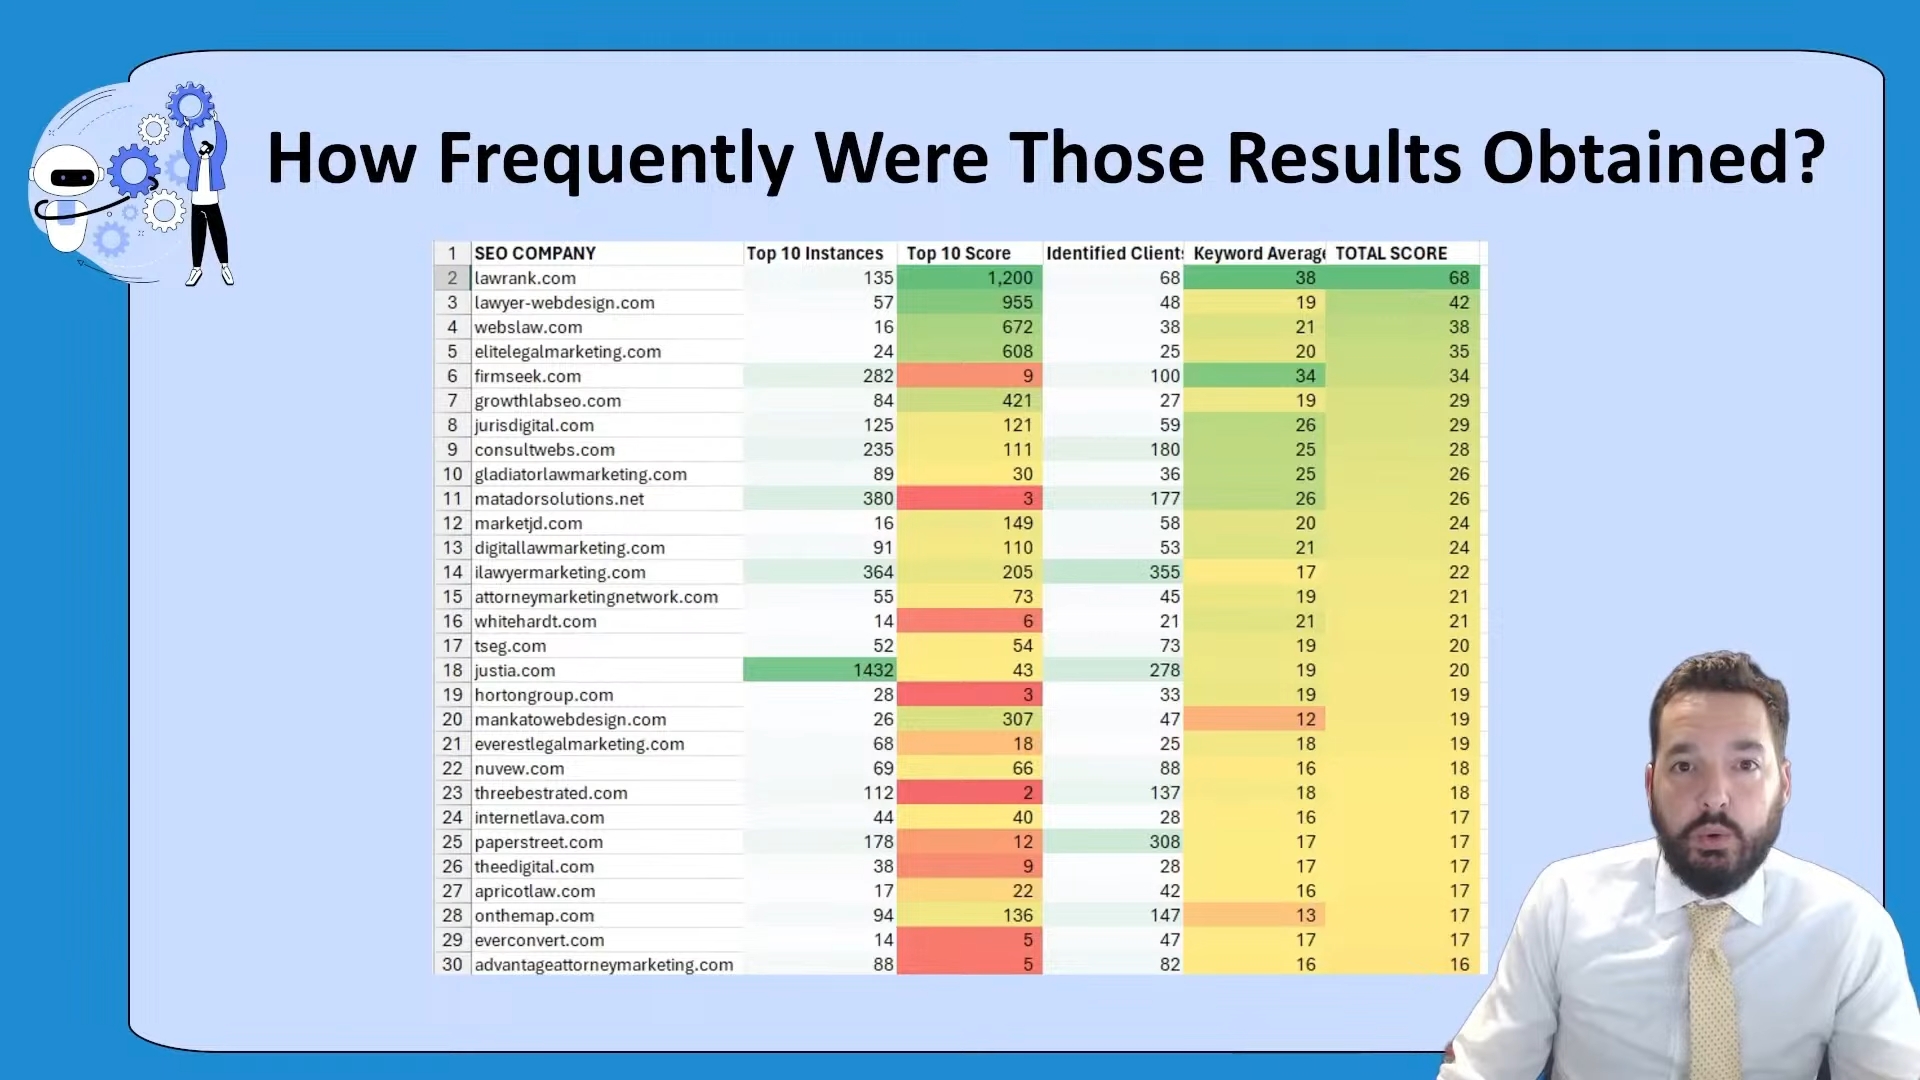 How Frequently Were Those Results Obtained?
1 SEO COMPANY Top 10 Instances Top 10 Score Identified Clients Keyword Average TOTAL SCORE
2 lawrank.com 135 1,200 68 38 68
3 lawyer-webdesign.com 57 955 48 19 42
4 webslaw.com 16 672 38 21 38
5 elitelegalmarketing.com 24 608 25 20 35
6 firmseek.com 282 9 100 34 34
7 growthlabseo.com 84 421 27 19 29
8 jurisdigital.com 125 121 59 26 29
9 consultwebs.com 235 111 180 25 28
10 gladiatorlawmarketing.com 89 30 36 25 26
11 matadorsolutions.net 380 3 177 26 26
12 marketjd.com 16 149 58 20 24
13 digitallawmarketing.com 91 110 53 21 24
14 ilawyermarketing.com 364 205 355 17 22
15 attorneymarketingnetwork.com 55 73 45 19 21
16 whitehardt.com 14 6 21 21 21
17 tseg.com 52 54 73 19 20
18 justia.com 1432 43 278 19 20
19 hortongroup.com 28 3 33 19 19
20 mankatowebdesign.com 26 307 47 12 19
21 everestlegalmarketing.com 68 18 25 18 19
22 nuvew.com 69 66 88 16 18
23 threebestrated.com 112 2 137 18 18
24 internetlava.com 44 40 28 16 17
25 paperstreet.com 178 12 308 17 17
26 theedigital.com 38 9 28 17 17
27 apricotlaw.com 17 22 42 16 17
28 onthemap.com 94 136 147 13 17
29 everconvert.com 14 5 47 17 17
30 advantageattorneymarketing.com 88 5 82 16 16